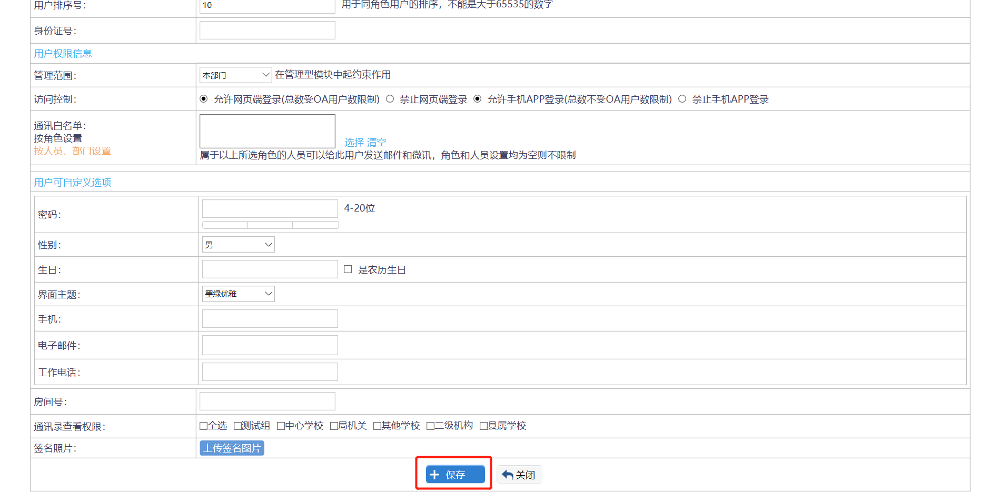 用户排序号： 10 用于同角色用户的排序，不能是大于65535的数字
身份证号：
用户权限信息
管理范围： 本部门 在管理型模块中起约束作用
访问控制： 允许网页端登录(总数受OA用户数限制) 禁止网页端登录 允许手机APP登录(总数不受OA用户数限制) 禁止手机APP登录
通讯白名单：
按角色设置
按人员、部门设置
选择 清空
属于以上所选角色的人员可以给此用户发送邮件和微讯，角色和人员设置均为空则不限制
用户可自定义选项
密码： 4-20位
性别： 男
生日： 是农历生日
界面主题： 墨绿优雅
手机：
电子邮件：
工作电话：
房间号：
通讯录查看权限： 全选 测试组 中心学校 局机关 其他学校 二级机构 县属学校
签名照片： 上传签名图片
保存 关闭